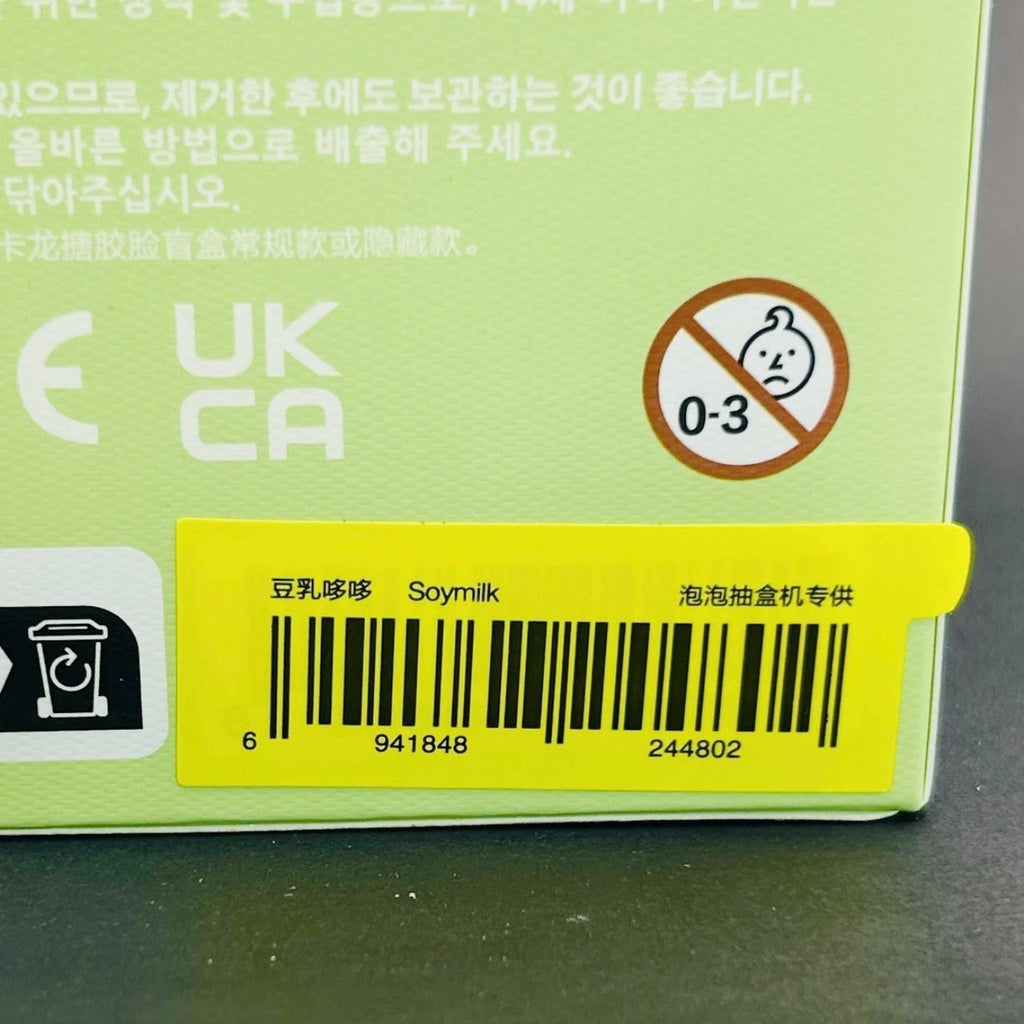 있으므로, 제거한 후에도 보관하는 것이 좋습니다.
올바른 방법으로 배출해 주세요.
닦아주십시오.
卡龙搪胶脸盲盒常规款或隐藏款。
CE
UK
CA
0-3
豆乳哆哆 Soymilk 泡泡抽盒机专供
6 941848 244802